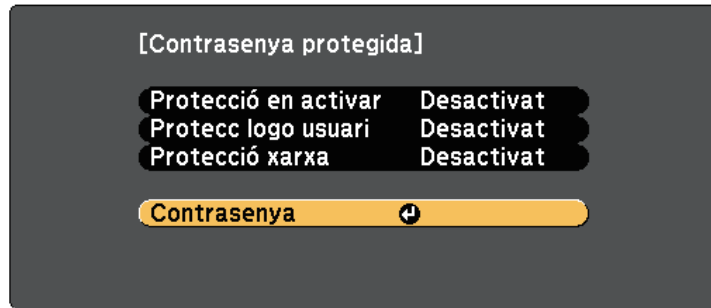 [Contrasenya protegida]
Protecció en activar Desactivat
Protecc logo usuari Desactivat
Protecció xarxa Desactivat
Contrasenya